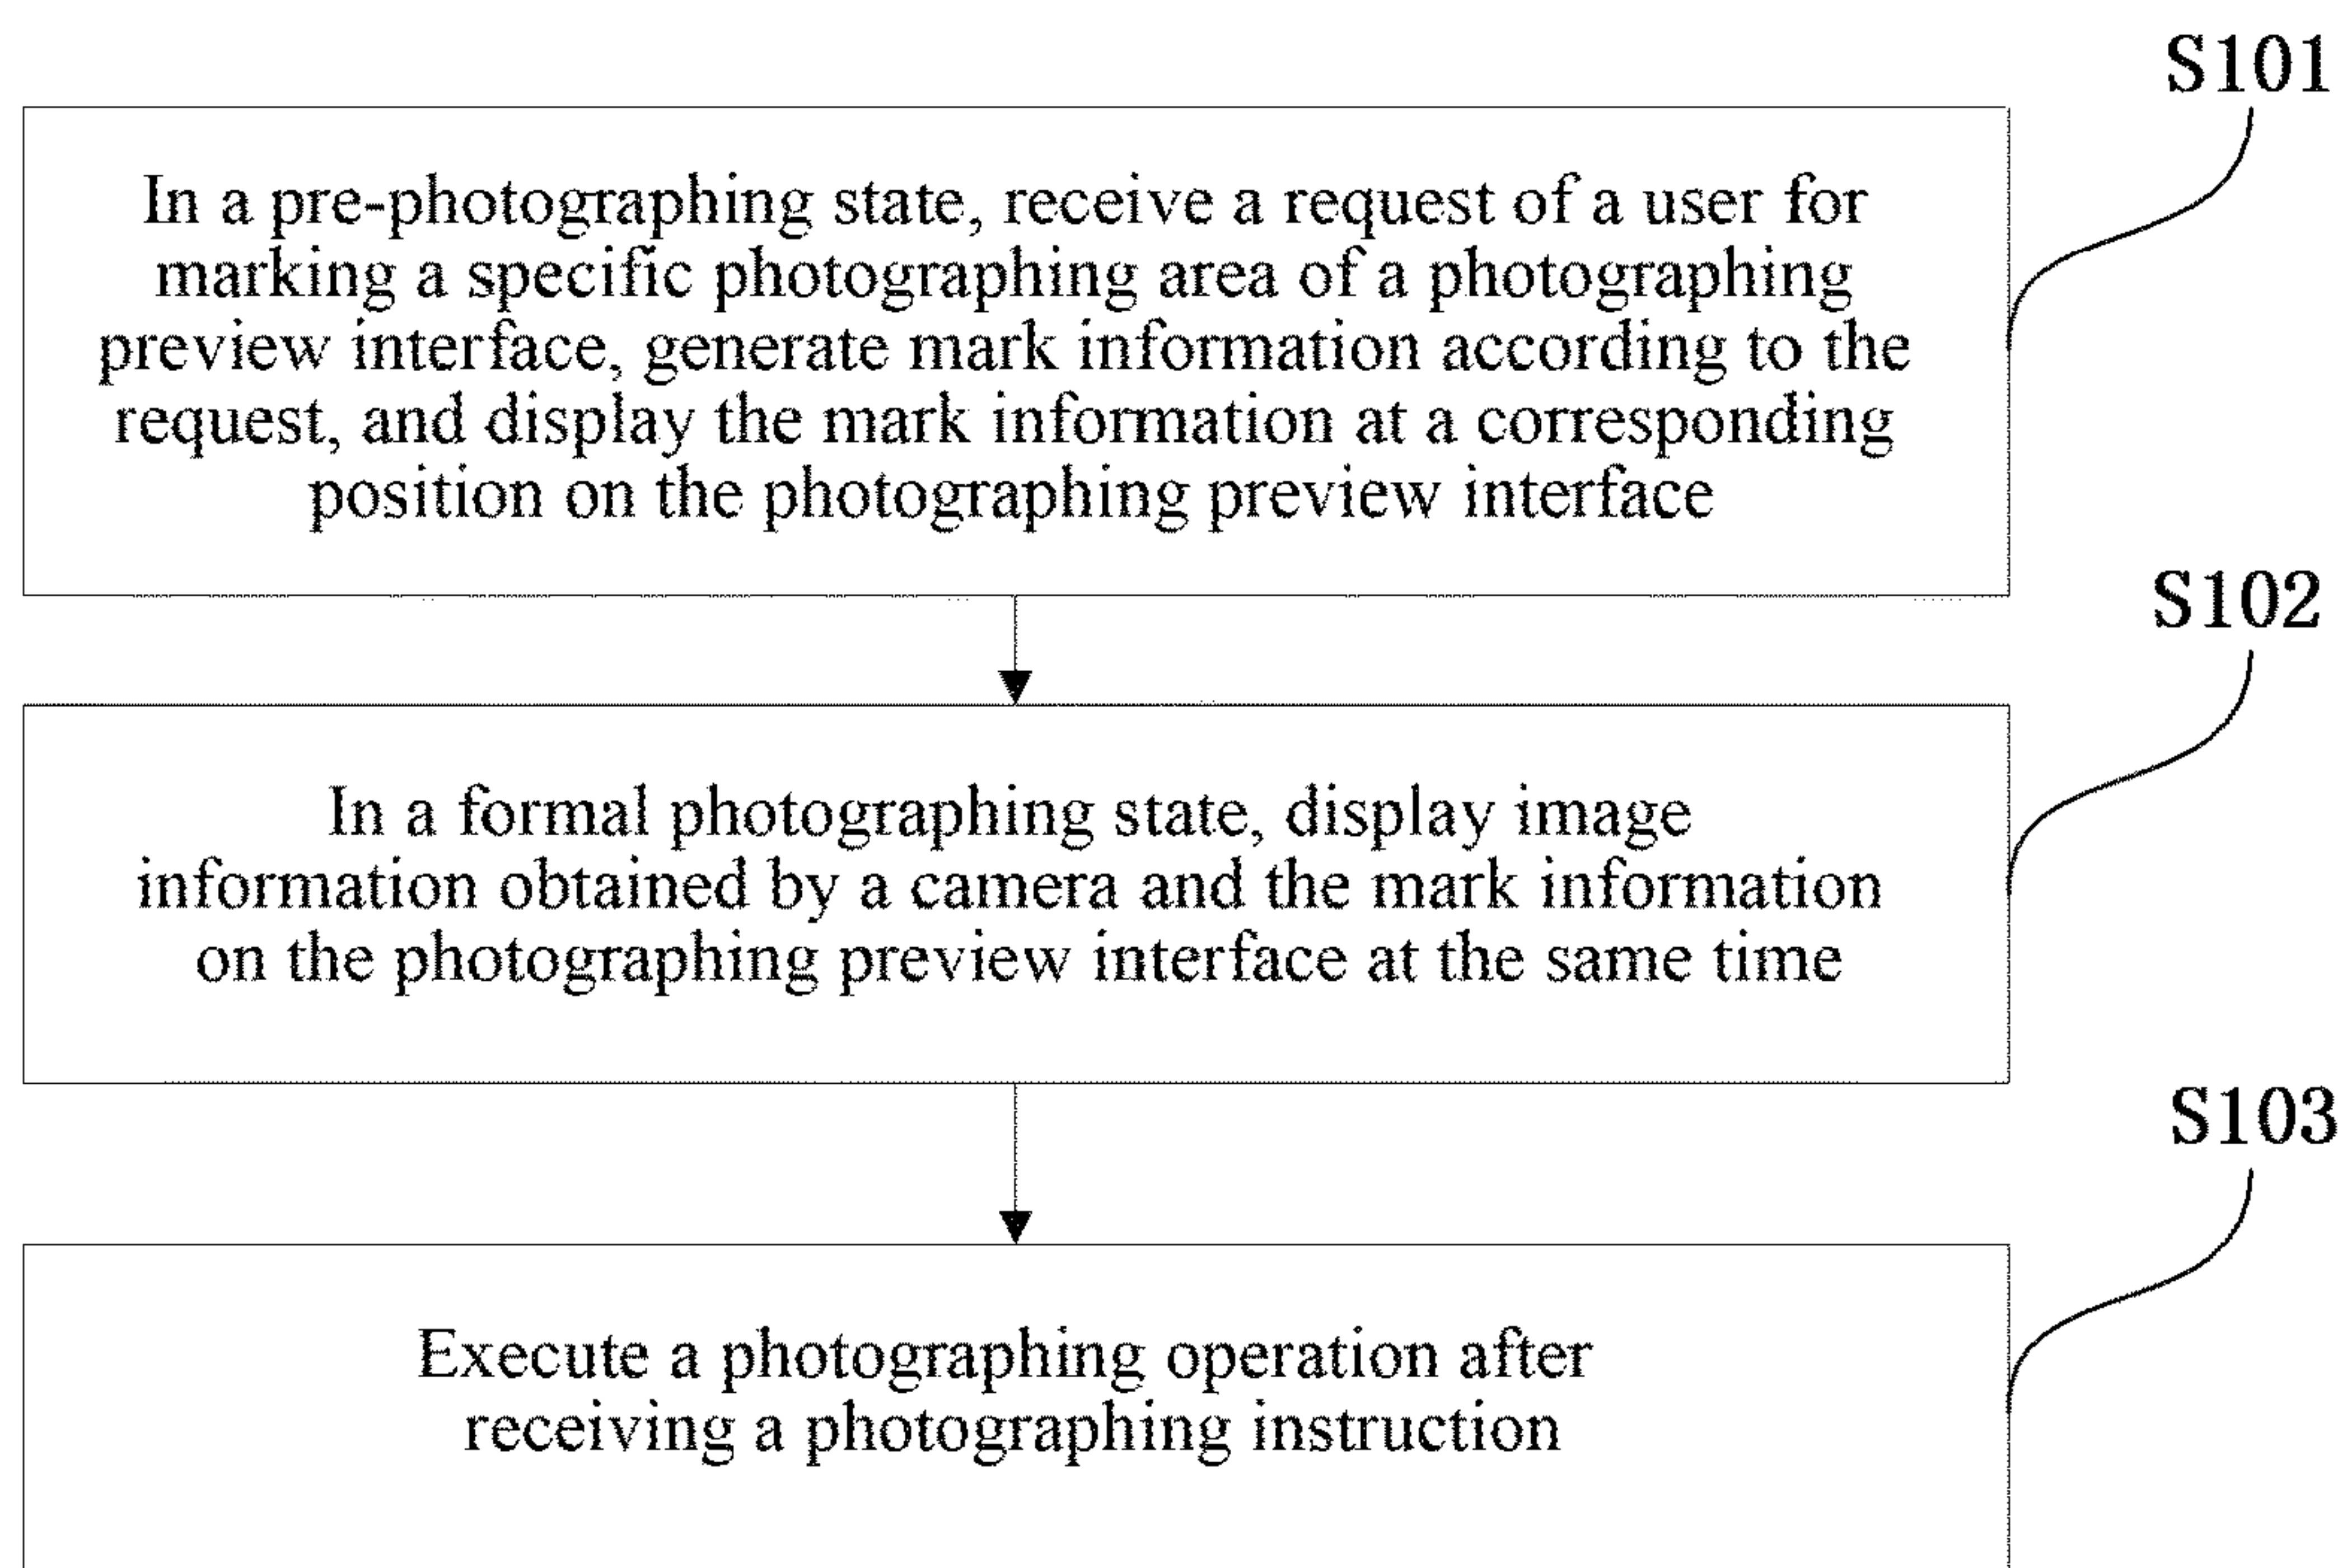 S101
In a pre-photographing state, receive a request of a user for
marking a specific photographing area of a photographing
preview interface, generate mark information according to the
request, and display the mark information at a corresponding
position on the photographing preview interface
S102
In a formal photographing state, display image
information obtained by a camera and the mark information
on the photographing preview interface at the same time
S103
Execute a photographing operation after
receiving a photographing instruction